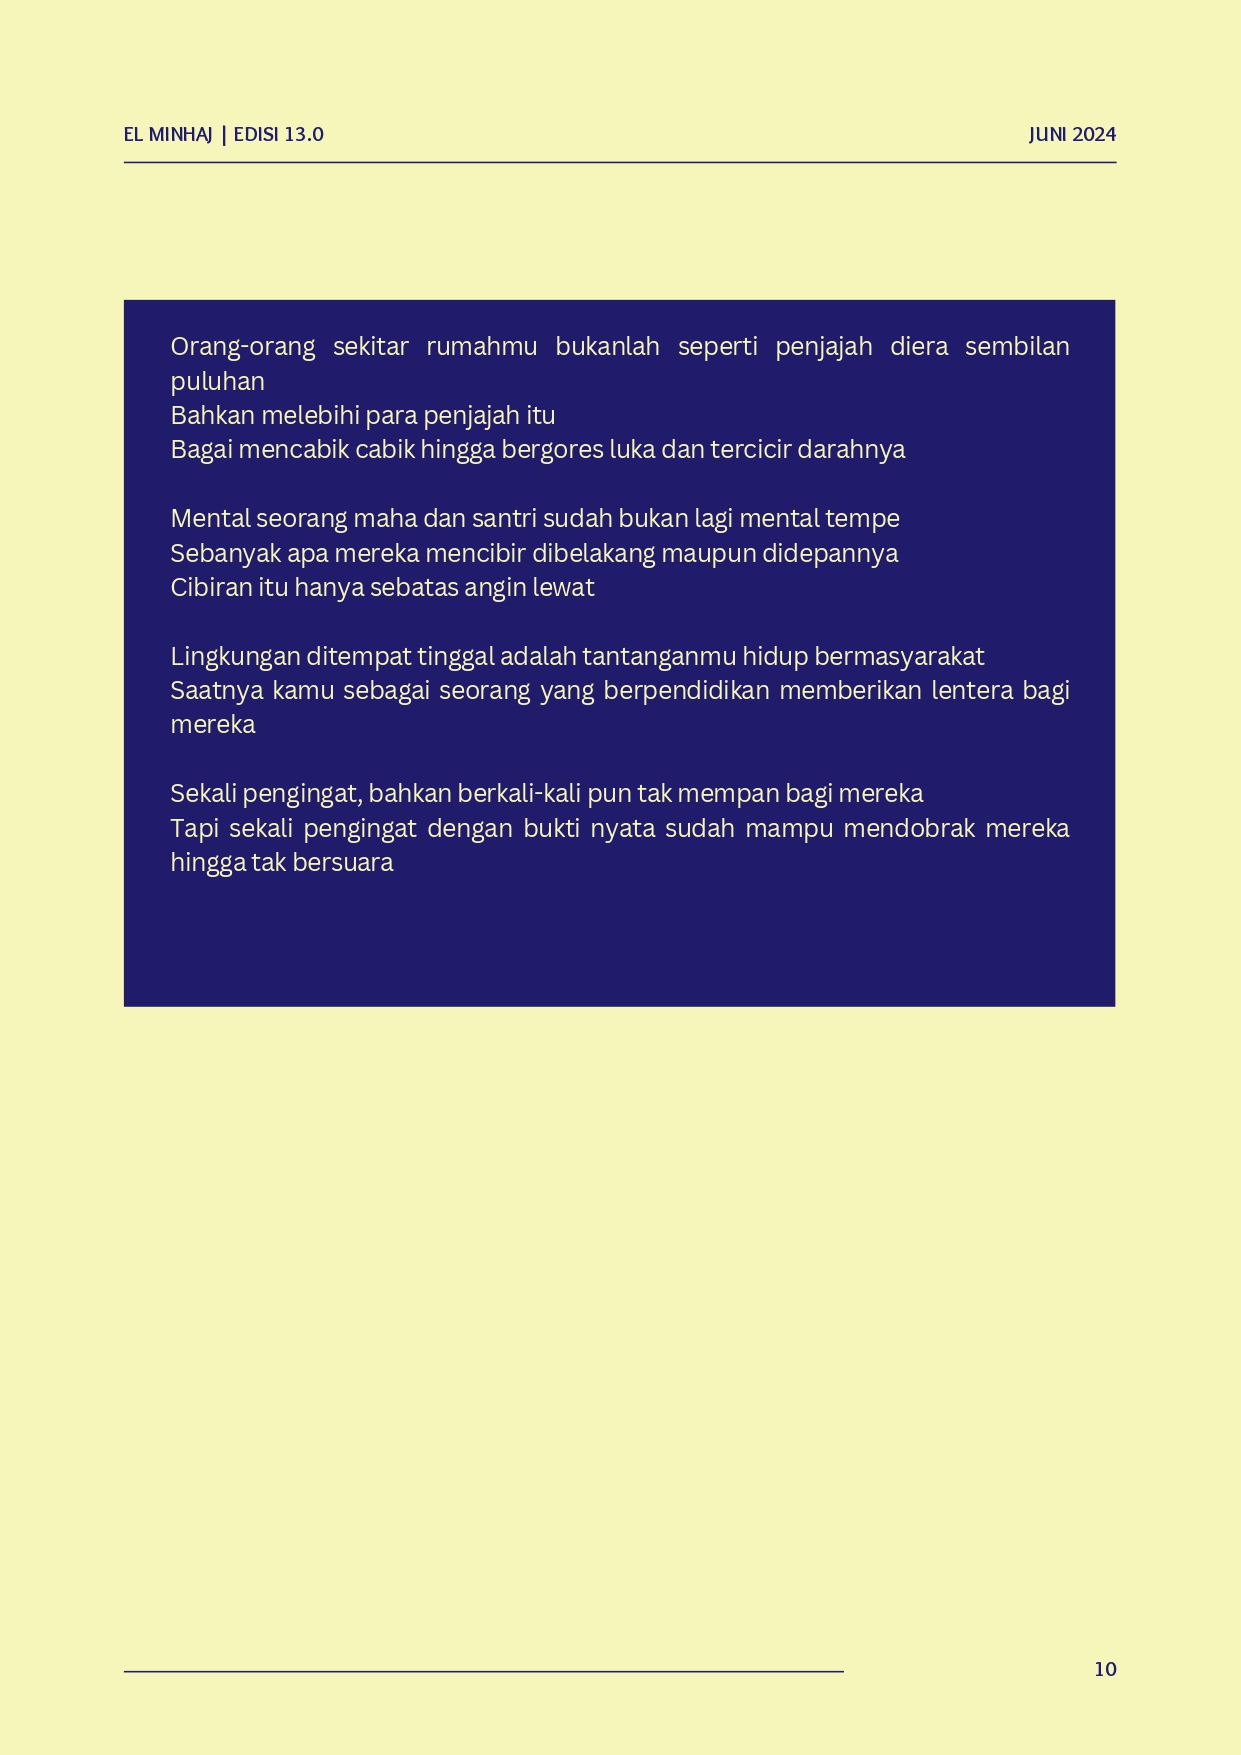 EL MINHAJ | EDISI 13.0
JUNI 2024
Orang-orang sekitar rumahmu bukanlah seperti penjajah diera sembilan
puluhan
Bahkan melebihi para penjajah itu
Bagai mencabik cabik hingga bergores luka dan tercicir darahnya
Mental seorang maha dan santri sudah bukan lagi mental tempe
Sebanyak apa mereka mencibir dibelakang maupun didepannya
Cibiran itu hanya sebatas angin lewat
Lingkungan ditempat tinggal adalah tantanganmu hidup bermasyarakat
Saatnya kamu sebagai seorang yang berpendidikan memberikan lentera bagi
mereka
Sekali pengingat, bahkan berkali-kali pun tak mempan bagi mereka
Tapi sekali pengingat dengan bukti nyata sudah mampu mendobrak mereka
hingga tak bersuara
10